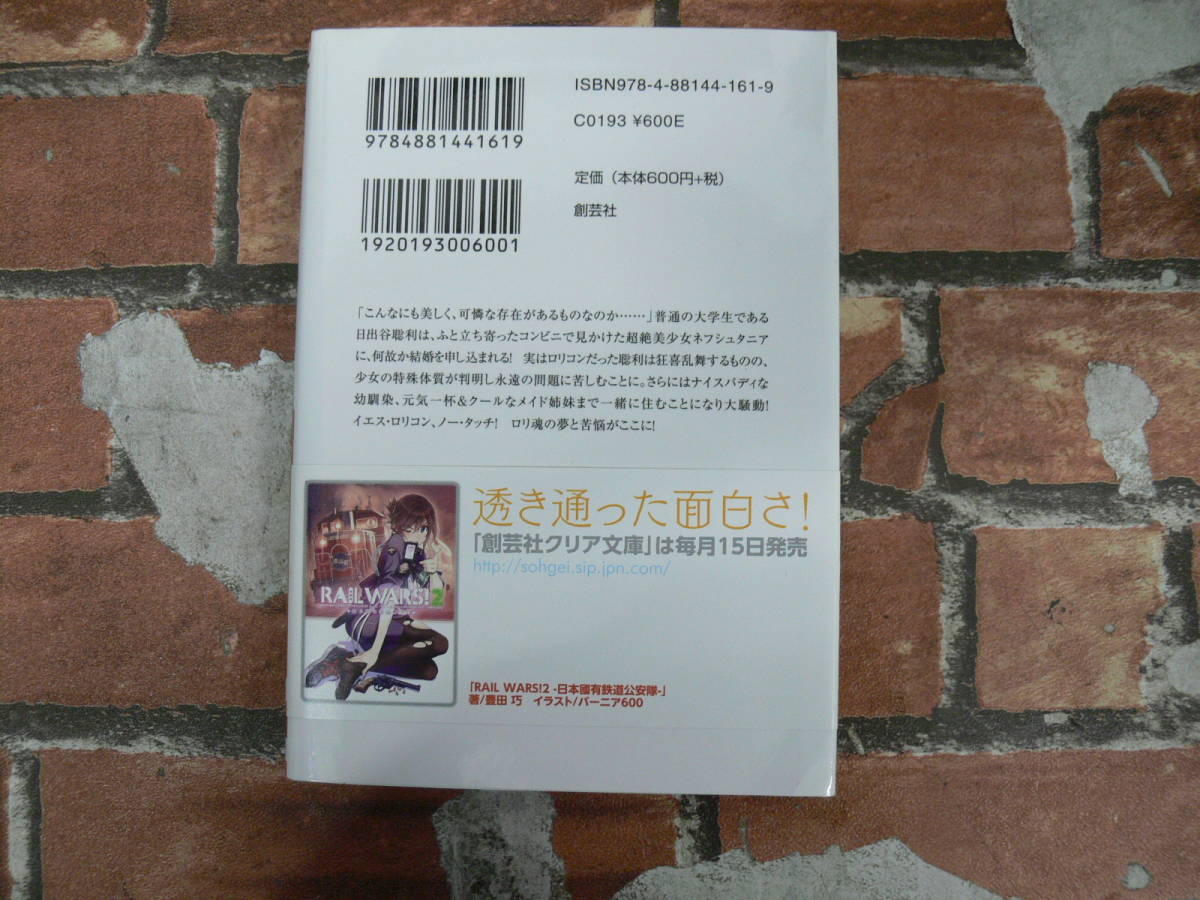 ISBN978-4-88144-161-9
9784881441619
C0193 ¥600E
定価（本体600円+税）
創芸社
1920193006001
「こんなにも美しく、可憐な存在があるものなのか……」普通の大学生である
日出谷聡利は、ふと立ち寄ったコンビニで見かけた超絶美少女ネフシュタニア
に、何故か結婚を申し込まれる！ 実はロリコンだった聡利は狂喜乱舞するものの、
少女の特殊体質が判明し永遠の問題に苦しむことに。さらにはナイスバディな
幼馴染、元気一杯&クールなメイド姉妹まで一緒に住むことになり大騒動！
イエス・ロリコン、ノー・タッチ！ ロリ魂の夢と苦悩がここに！
透き通った面白さ！
「創芸社クリア文庫」は毎月15日発売
http://sohgei.sip.jpn.com/
RAIL WARS! 2
「RAIL WARS!2 -日本國有鉄道公安隊-」
著/豊田 巧 イラスト/バーニア600